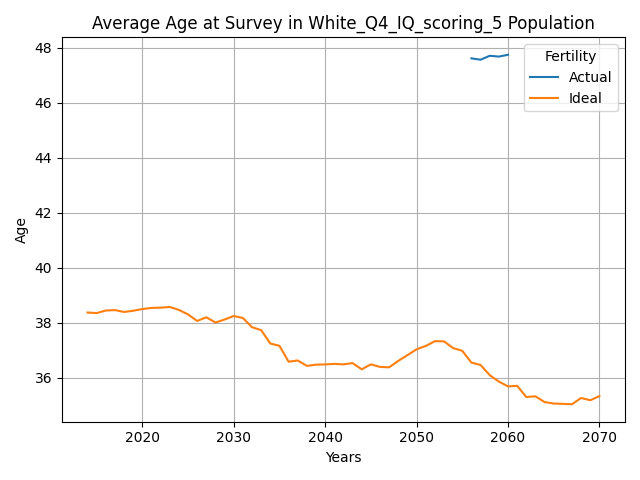 Average Age at Survey in White_Q4_IQ_scoring_5 Population
Fertility
Actual
Ideal
Age
48
46
44
42
40
38
36
2020 2030 2040 2050 2060 2070
Years